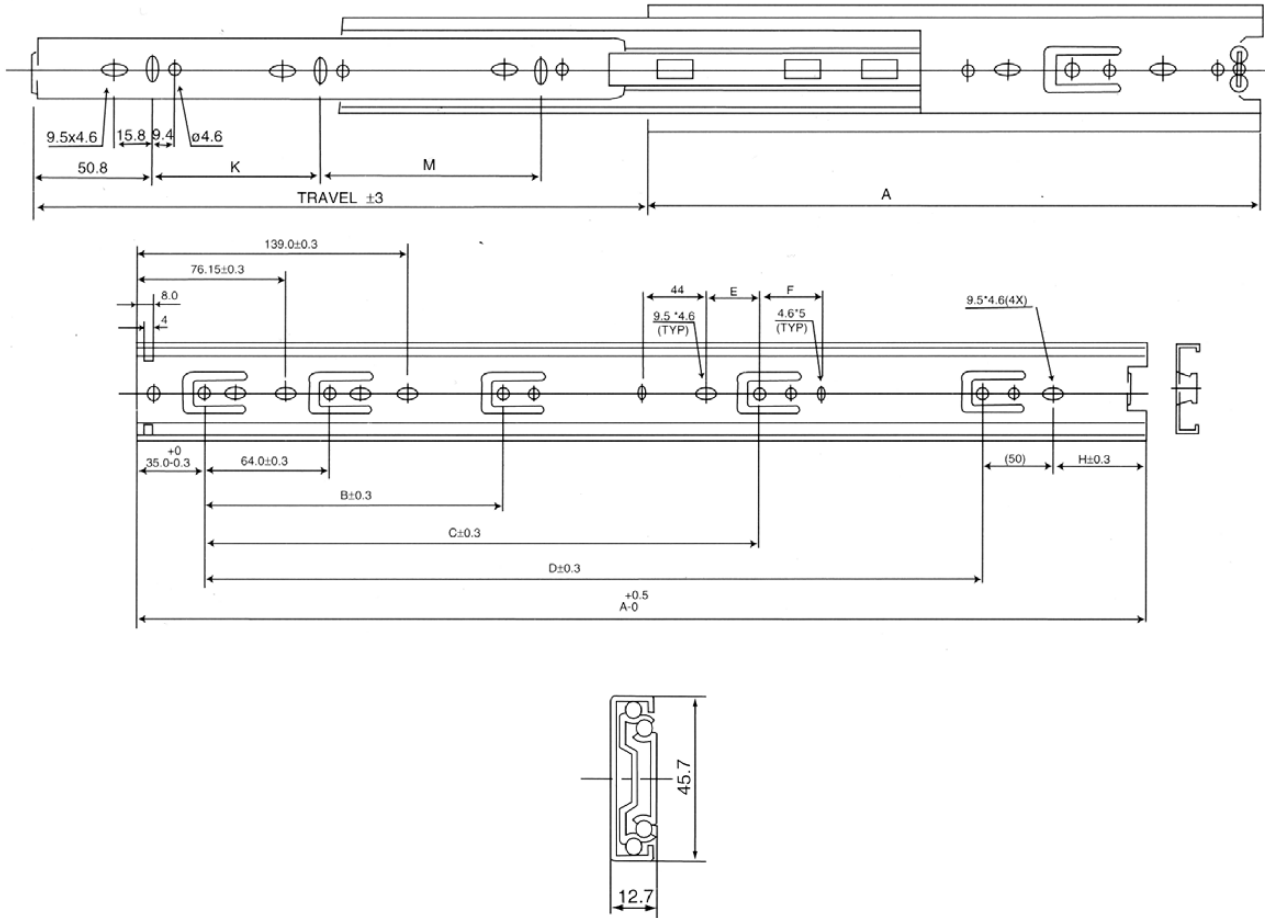 9.5x4.6
15.8
9.4
ø4.6
50.8
K
M
TRAVEL ±3
A
139.0±0.3
76.15±0.3
8.0
4
44
E
F
9.5 *4.6
(TYP)
4.6*5
(TYP)
9.5*4.6(4X)
+0
35.0-0.3
64.0±0.3
(50)
H±0.3
B±0.3
C±0.3
D±0.3
+0.5
A-0
45.7
12.7